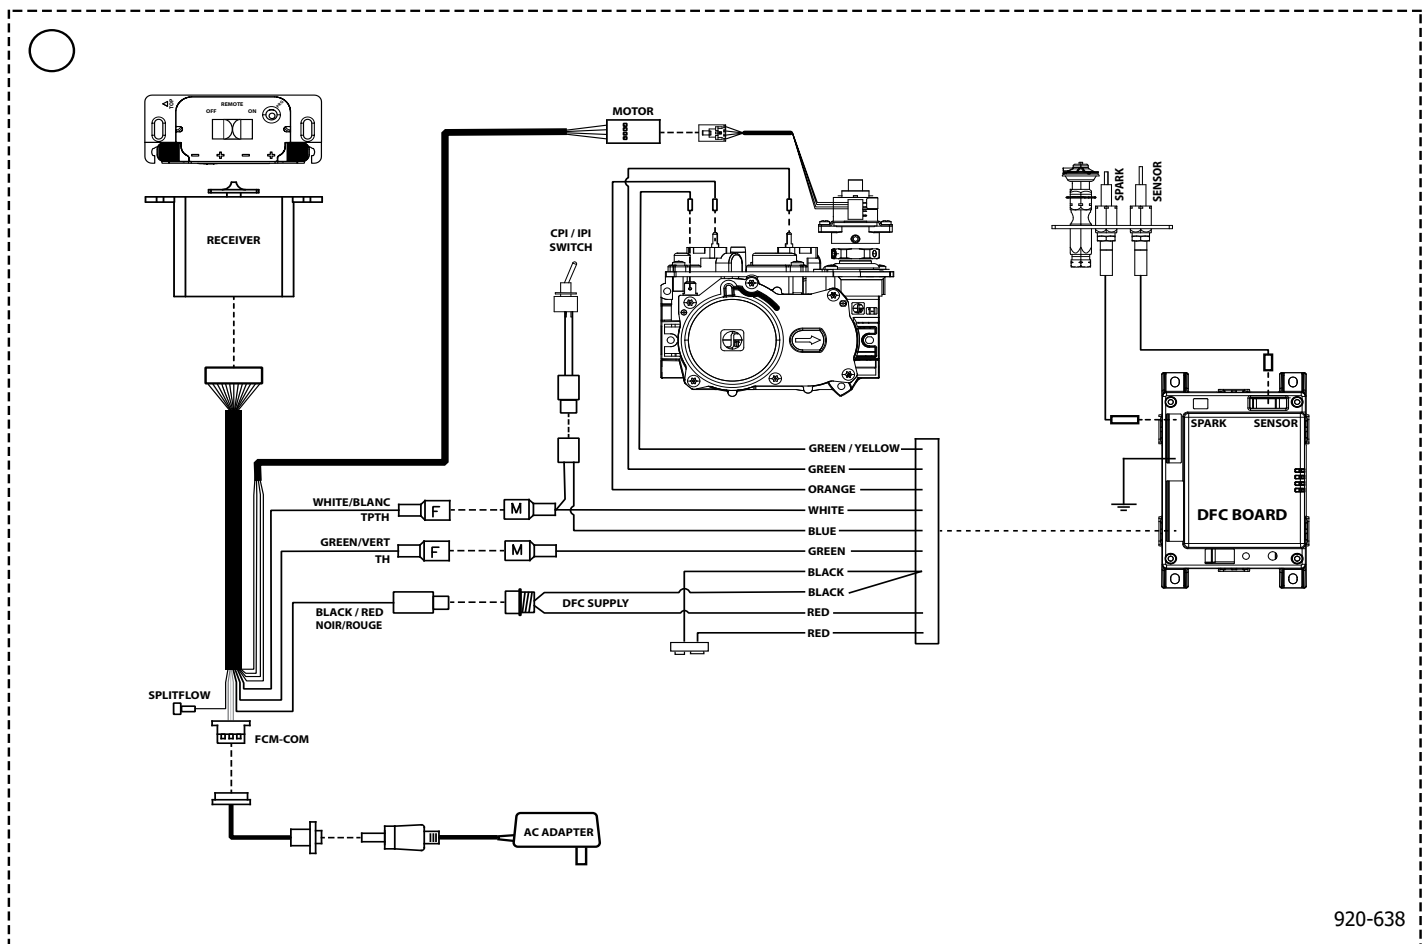 TOP
REMOTE
OFF
ON
RECEIVER
MOTOR
CPI / IPI
SWITCH
SPARK
SENSOR
SPARK
SENSOR
DFC BOARD
GREEN / YELLOW
GREEN
ORANGE
WHITE
BLUE
GREEN
BLACK
BLACK
RED
RED
WHITE/BLANC
TPTH
F
M
GREEN/VERT
TH
F
M
BLACK / RED
NOIR/ROUGE
DFC SUPPLY
SPLITFLOW
FCM-COM
AC ADAPTER
920-638